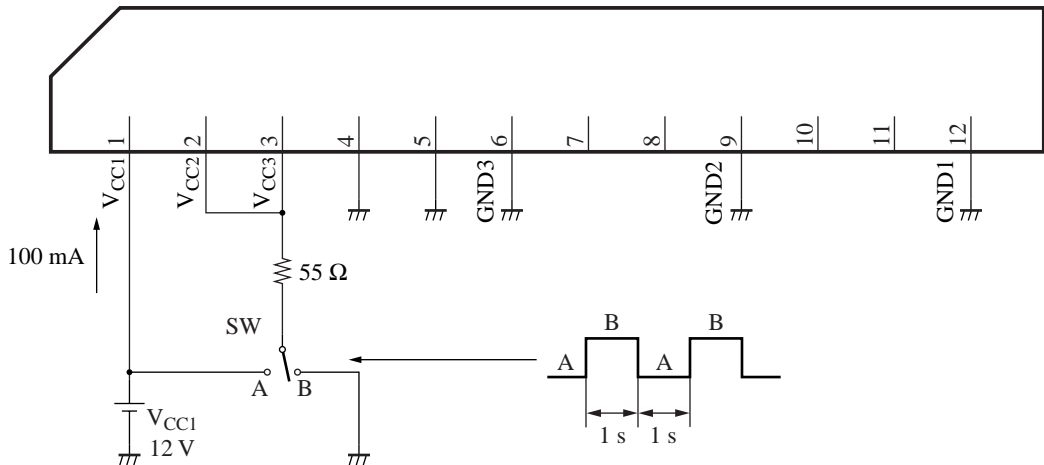 1 2 3 4 5 6 7 8 9 10 11 12
VCC1 VCC2 VCC3 GND3 GND2 GND1
100 mA
55 Ω
SW
A B
A B A B
1 s 1 s
VCC1
12 V